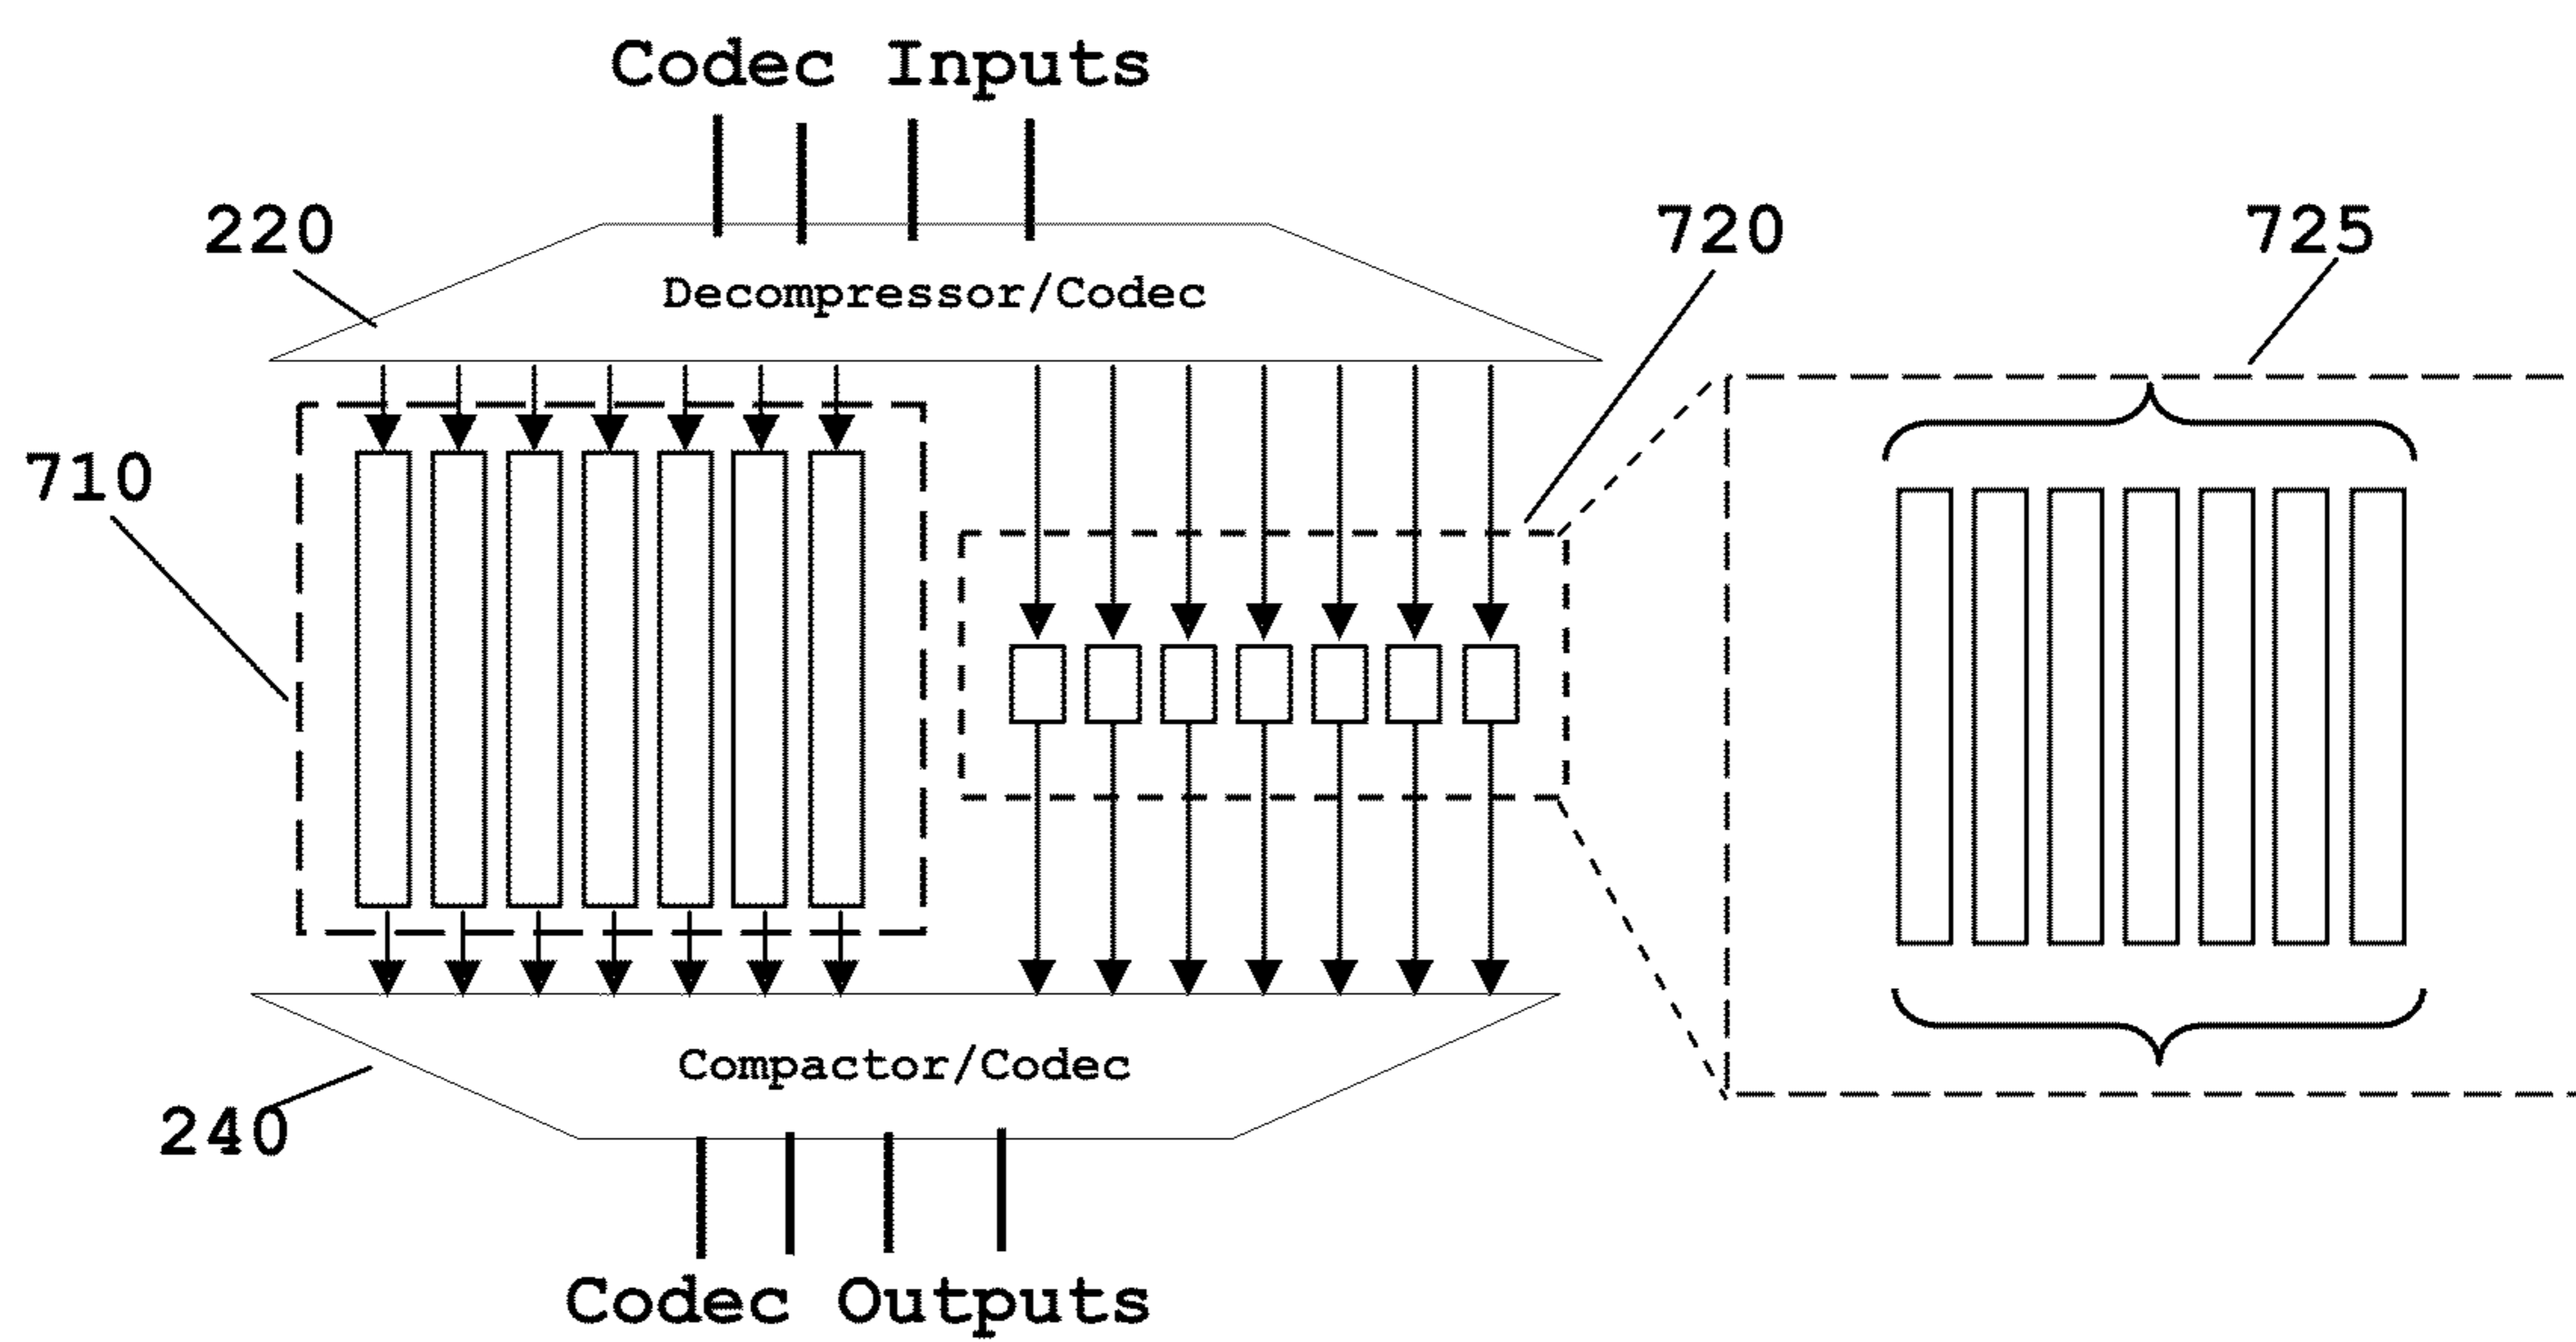 Codec Inputs
220
720
725
Decompressor/Codec
710
Compactor/Codec
240
Codec Outputs